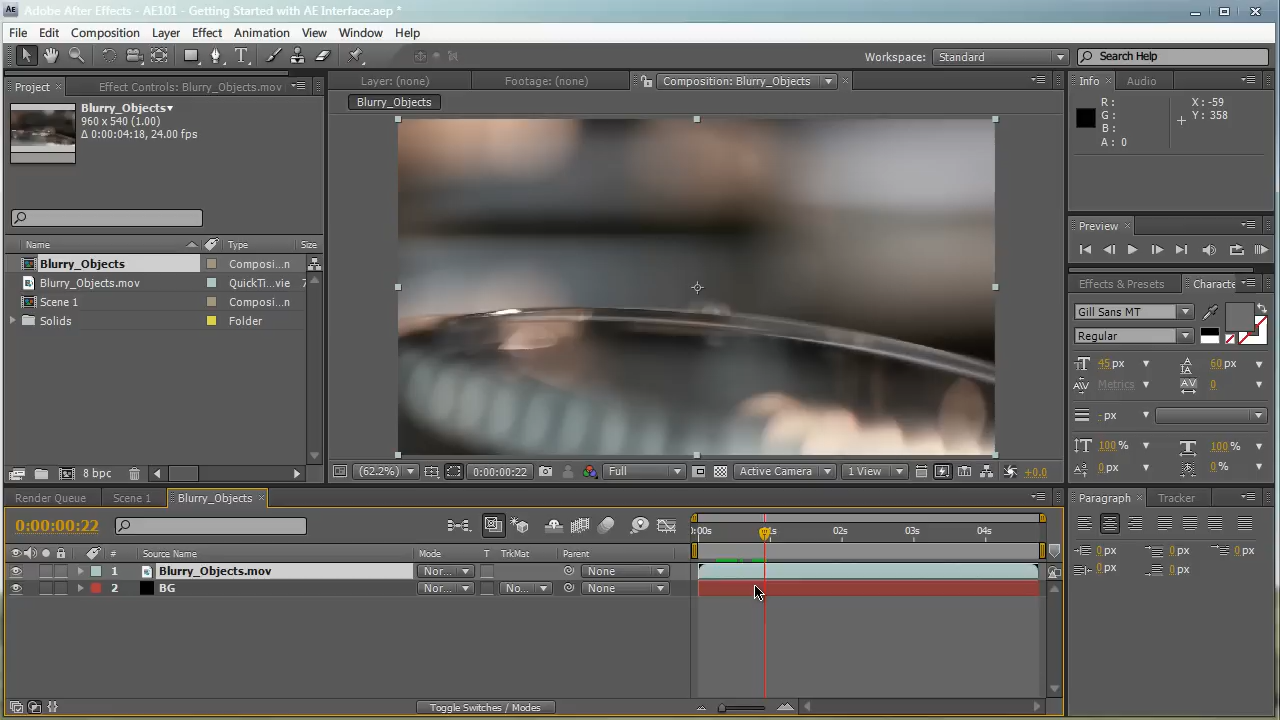 Adobe After Effects - AE101 - Getting Started with AE Interface.aep *
File Edit Composition Layer Effect Animation View Window Help
Workspace: Standard Search Help
Project Effect Controls: Blurry_Objects.mov
Layer: (none) Footage: (none) Composition: Blurry_Objects
Info Audio
Blurry_Objects
Blurry_Objects
960 x 540 (1.00)
Δ 0:00:04:18, 24.00 fps
R :
G :
B :
A : 0
X : -59
Y : 358
Preview
Name Type Size
Blurry_Objects Composi...n
Blurry_Objects.mov QuickTi...vie 7
Scene 1 Composi...n
Solids Folder
Effects & Presets Characte
Gill Sans MT
Regular
45 px 60 px
Metrics 0
- px
100 % 100 %
0 px 0 %
8 bpc
(62.2%) 0:00:00:22 Full Active Camera 1 View +0.0
Render Queue Scene 1 Blurry_Objects
Paragraph Tracker
0:00:00:22
:00s 02s 03s 04s
0 px 0 px 0 px
0 px 0 px
# Source Name Mode T TrkMat Parent
1 Blurry_Objects.mov Nor... None
2 BG Nor... No... None
Toggle Switches / Modes